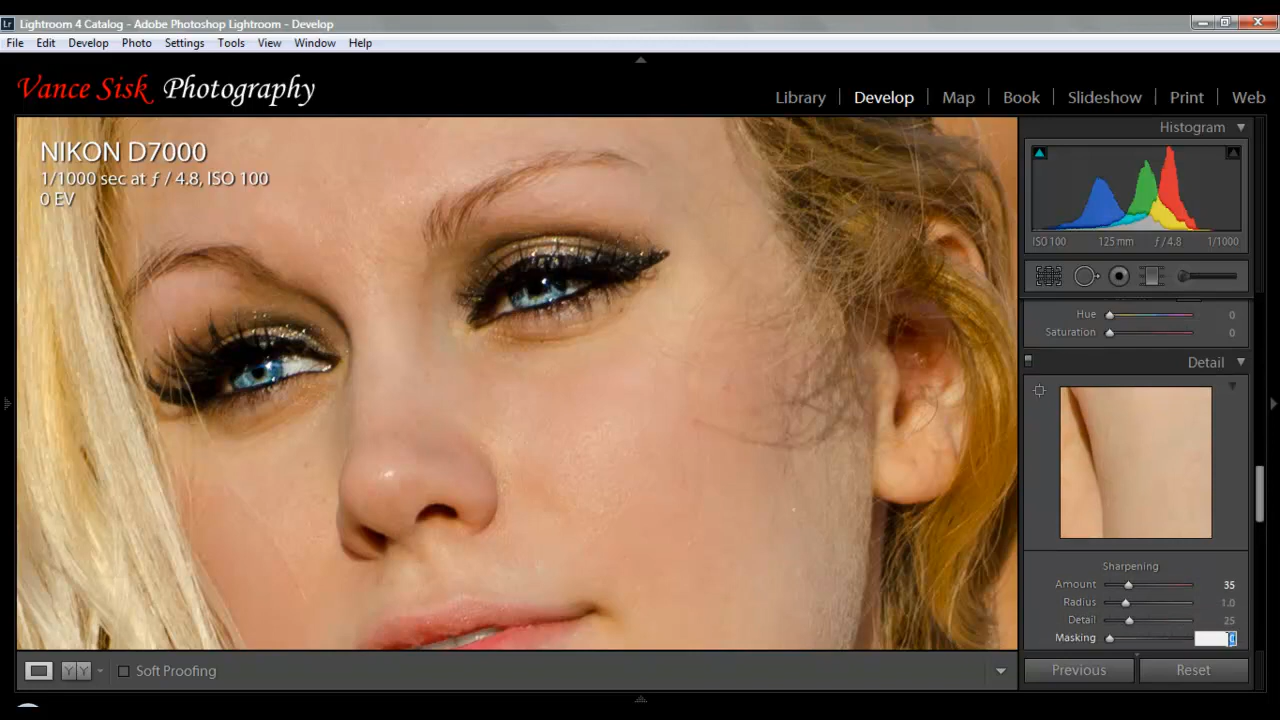 Lr Lightroom 4 Catalog - Adobe Photoshop Lightroom - Develop
File Edit Develop Photo Settings Tools View Window Help
Vance Sisk Photography
Library Develop Map Book Slideshow Print Web
Histogram
NIKON D7000
1/1000 sec at ƒ / 4.8, ISO 100
0 EV
ISO 100 125 mm ƒ / 4.8 1/1000
Hue 0
Saturation 0
Detail
Sharpening
Amount 35
Radius 1.0
Detail 25
Masking 0
YY Soft Proofing
Previous Reset